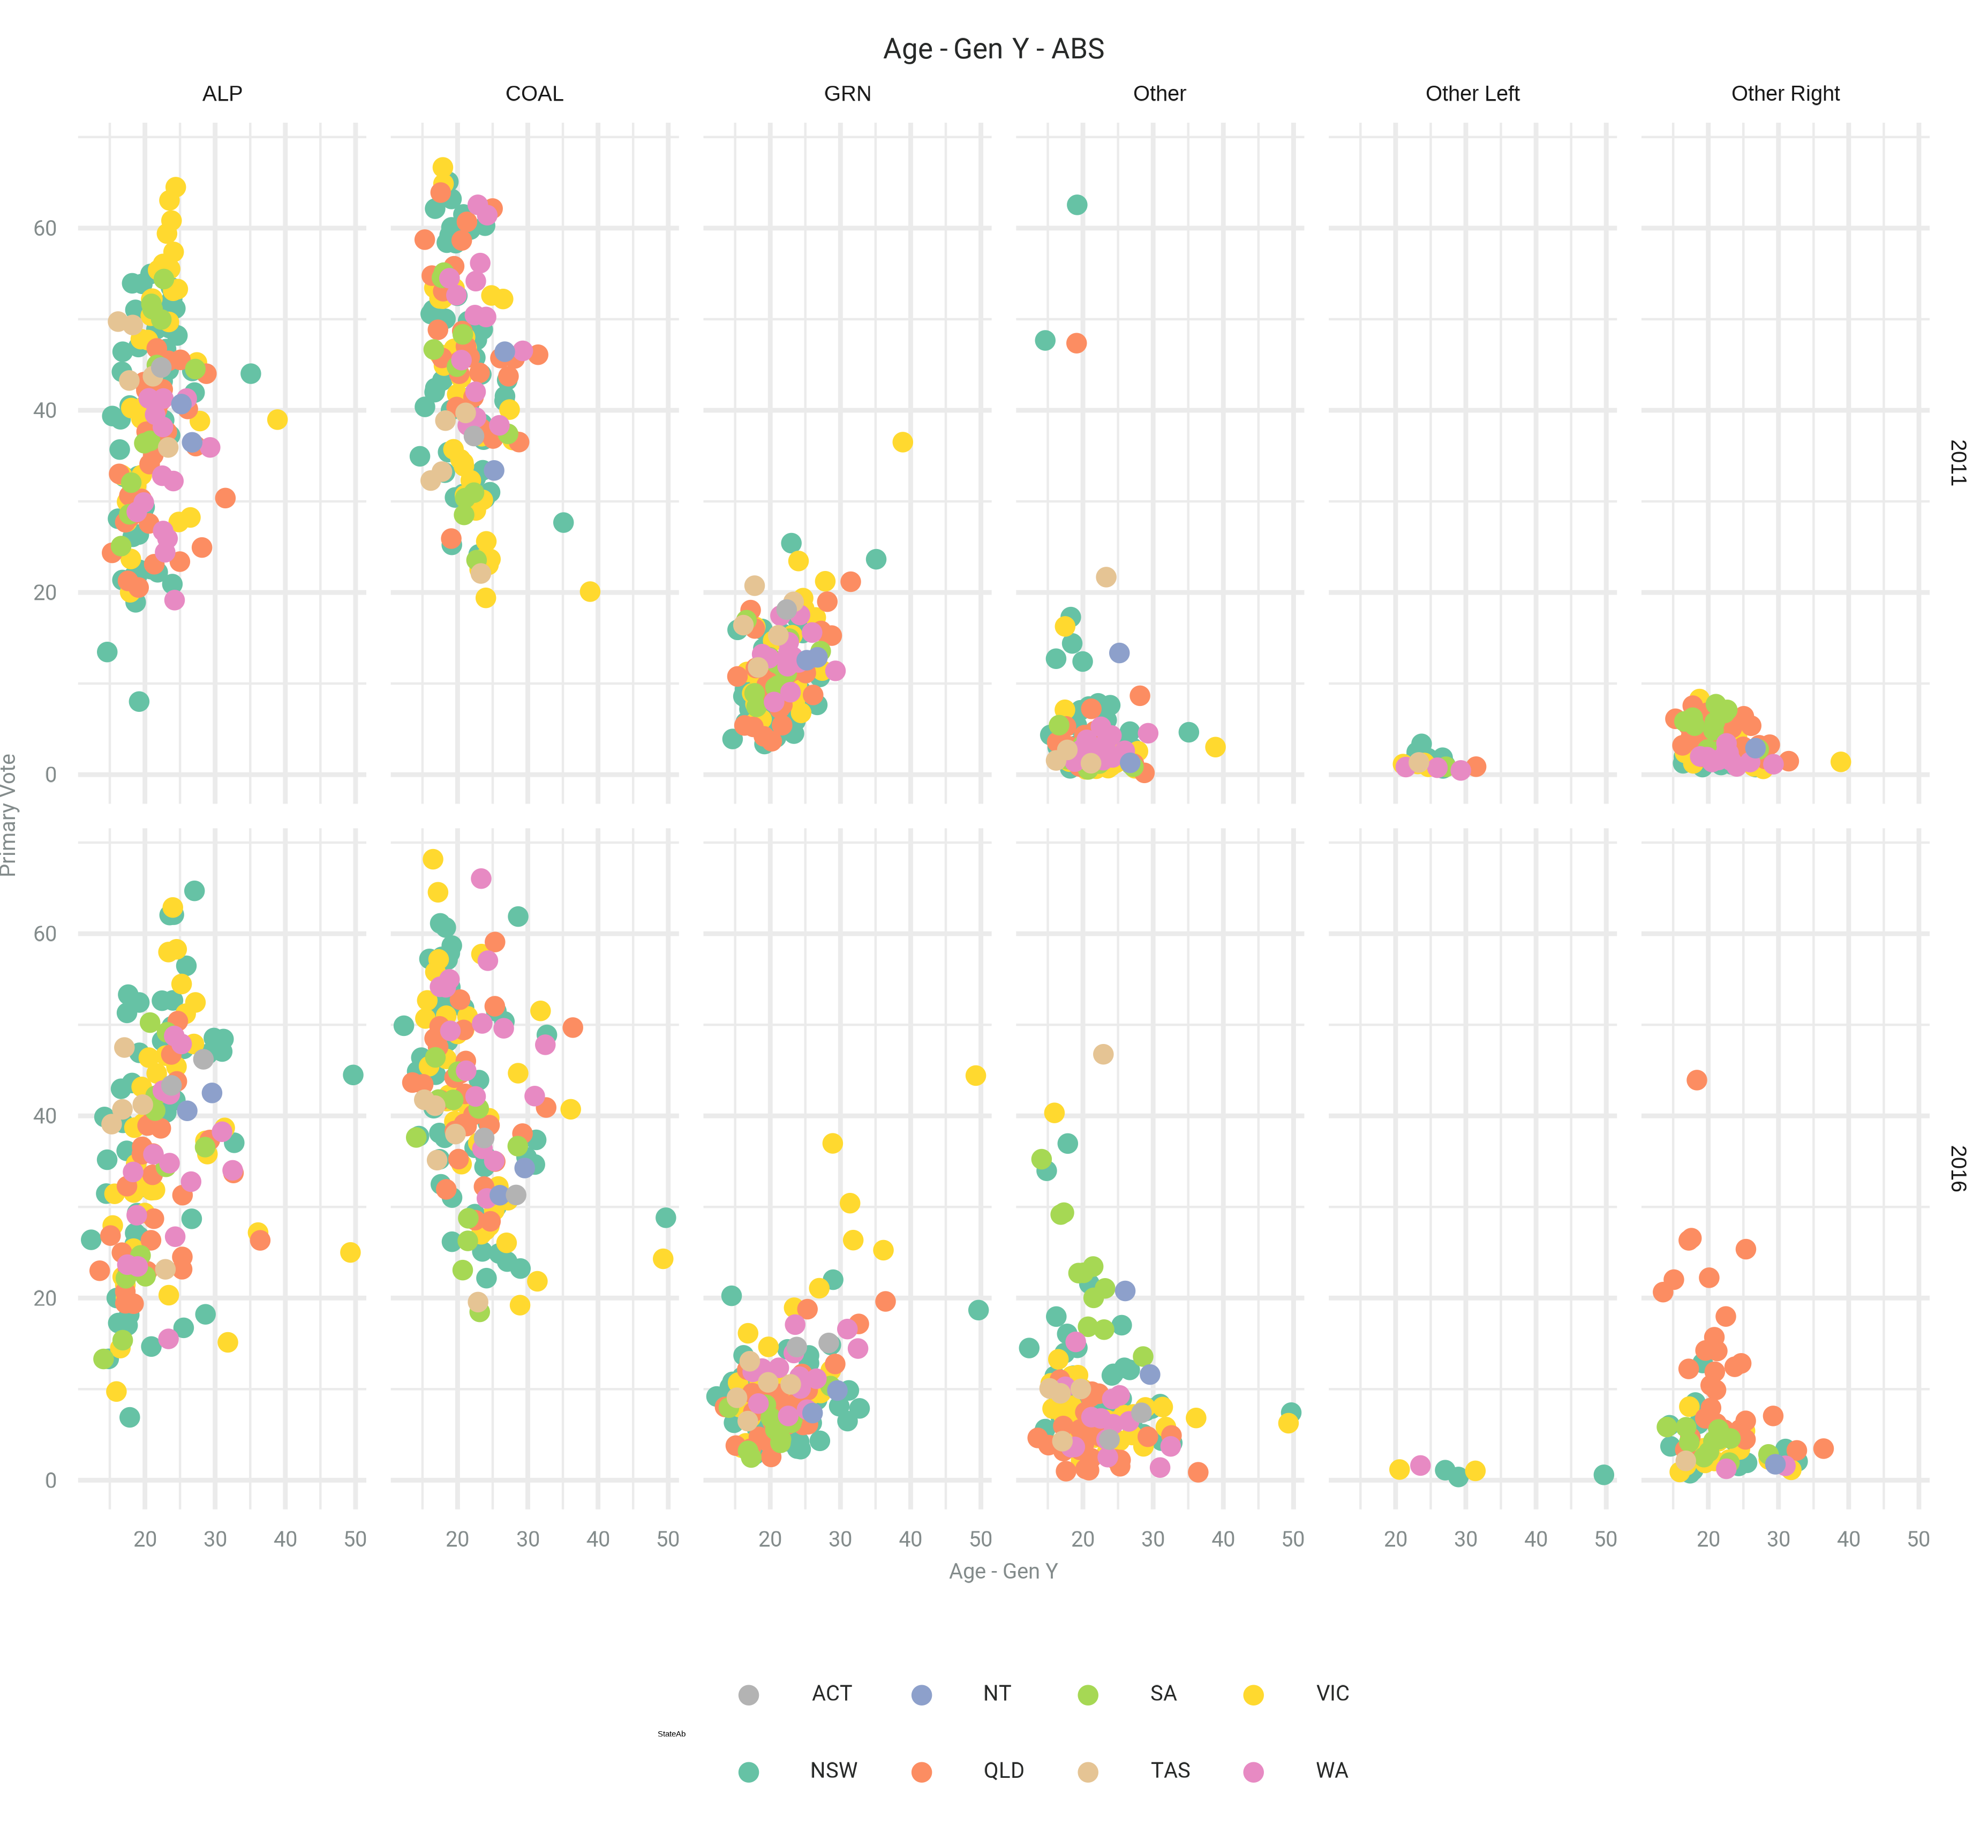 Age - Gen Y - ABS
ALP COAL GRN Other Other Left Other Right
60
40
20
0
2011
Primary Vote
60
40
20
0
2016
20 30 40 50 20 30 40 50 20 30 40 50 20 30 40 50 20 30 40 50 20 30 40 50
Age - Gen Y
ACT NT SA VIC
StateAb
NSW QLD TAS WA